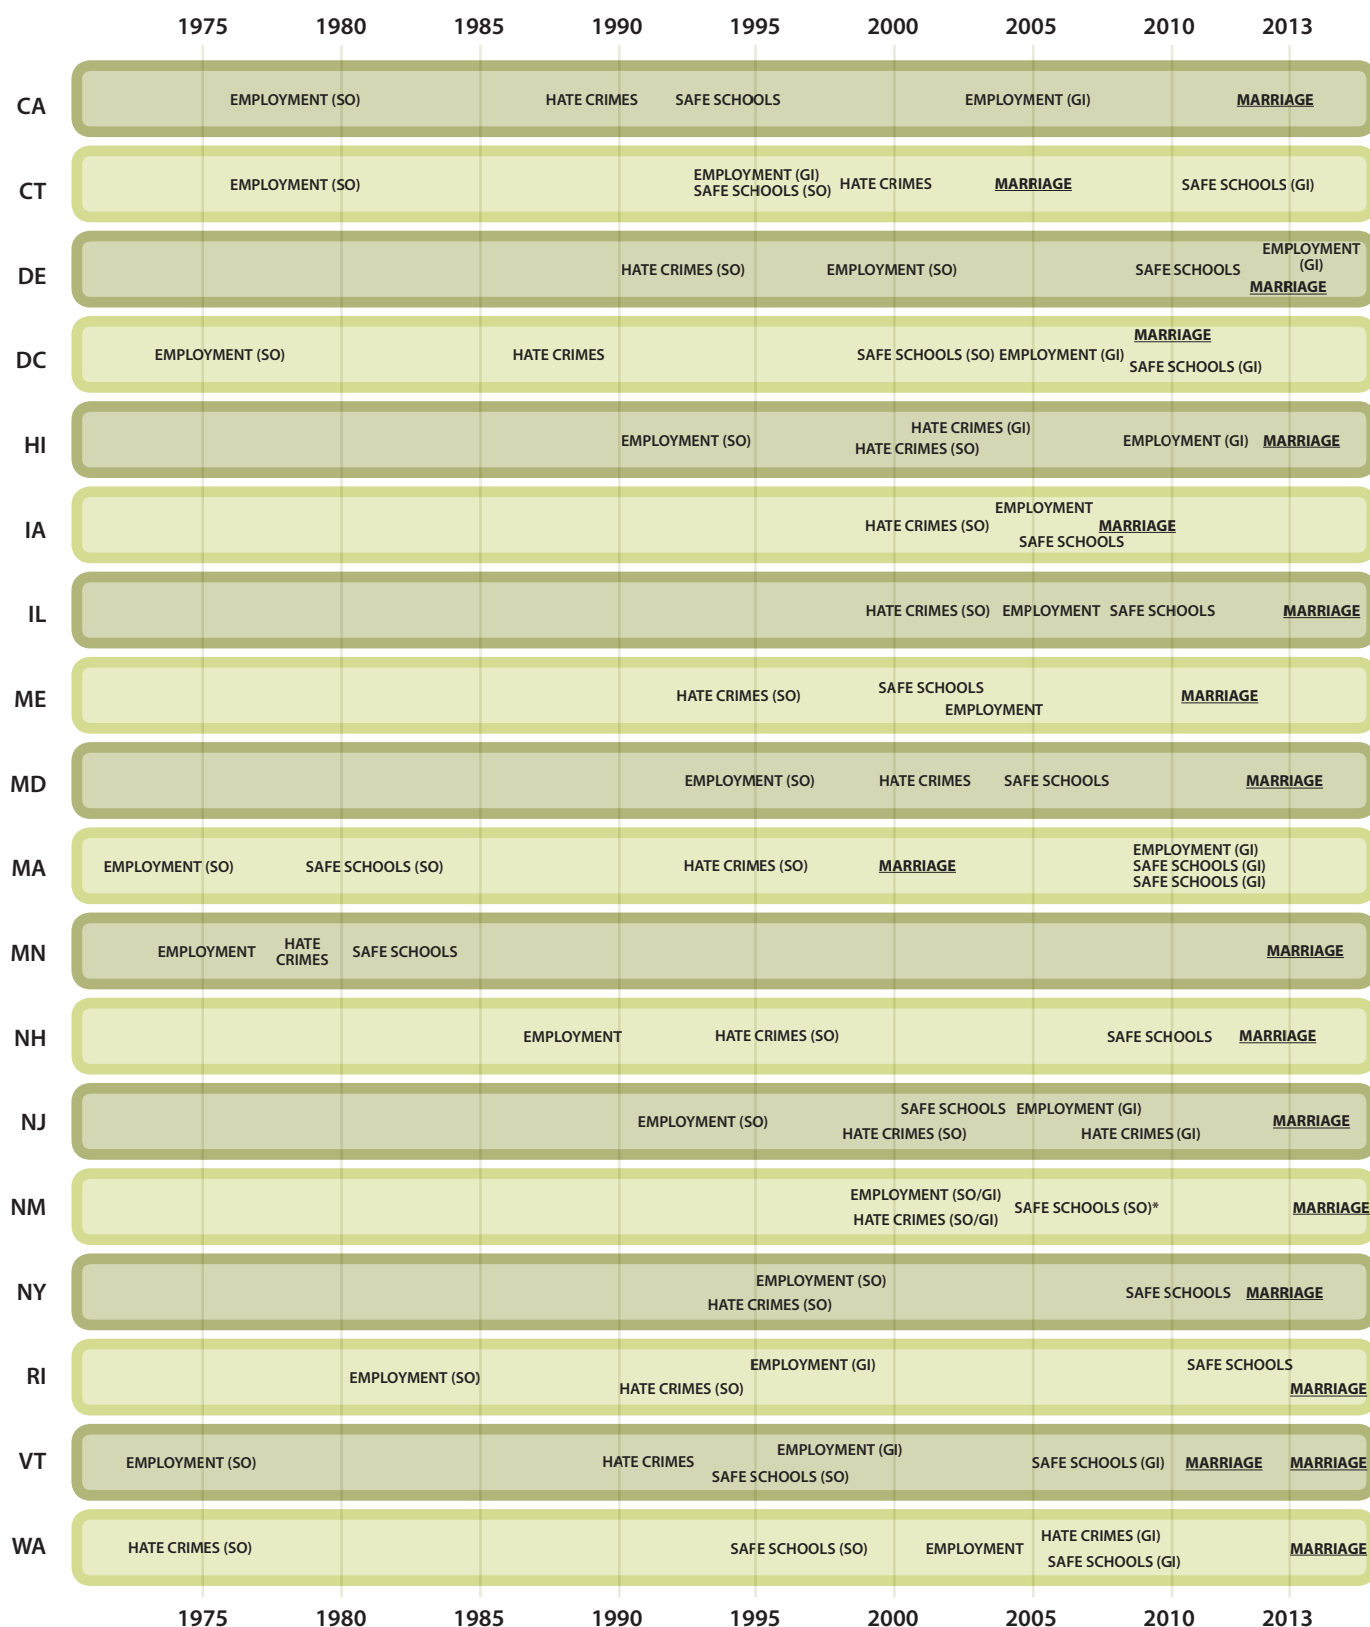 1975 1980 1985 1990 1995 2000 2005 2010 2013
CA EMPLOYMENT (SO) HATE CRIMES SAFE SCHOOLS EMPLOYMENT (GI) MARRIAGE
CT EMPLOYMENT (SO) EMPLOYMENT (GI)
SAFE SCHOOLS (SO) HATE CRIMES MARRIAGE SAFE SCHOOLS (GI)
DE HATE CRIMES (SO) EMPLOYMENT (SO) SAFE SCHOOLS EMPLOYMENT
(GI)
MARRIAGE
DC EMPLOYMENT (SO) HATE CRIMES SAFE SCHOOLS (SO) EMPLOYMENT (GI) MARRIAGE
SAFE SCHOOLS (GI)
HI EMPLOYMENT (SO) HATE CRIMES (GI)
HATE CRIMES (SO) EMPLOYMENT (GI) MARRIAGE
IA EMPLOYMENT
HATE CRIMES (SO) MARRIAGE
SAFE SCHOOLS
IL HATE CRIMES (SO) EMPLOYMENT SAFE SCHOOLS MARRIAGE
ME HATE CRIMES (SO) SAFE SCHOOLS
EMPLOYMENT MARRIAGE
MD EMPLOYMENT (SO) HATE CRIMES SAFE SCHOOLS MARRIAGE
MA EMPLOYMENT (SO) SAFE SCHOOLS (SO) HATE CRIMES (SO) MARRIAGE EMPLOYMENT (GI)
SAFE SCHOOLS (GI)
SAFE SCHOOLS (GI)
MN EMPLOYMENT HATE
CRIMES SAFE SCHOOLS MARRIAGE
NH EMPLOYMENT HATE CRIMES (SO) SAFE SCHOOLS MARRIAGE
NJ EMPLOYMENT (SO) SAFE SCHOOLS EMPLOYMENT (GI)
HATE CRIMES (SO) HATE CRIMES (GI) MARRIAGE
NM EMPLOYMENT (SO/GI)
HATE CRIMES (SO/GI) SAFE SCHOOLS (SO)* MARRIAGE
NY EMPLOYMENT (SO)
HATE CRIMES (SO) SAFE SCHOOLS MARRIAGE
RI EMPLOYMENT (SO) EMPLOYMENT (GI)
HATE CRIMES (SO) SAFE SCHOOLS
MARRIAGE
VT EMPLOYMENT (SO) HATE CRIMES EMPLOYMENT (GI)
SAFE SCHOOLS (SO) SAFE SCHOOLS (GI) MARRIAGE MARRIAGE
WA HATE CRIMES (SO) SAFE SCHOOLS (SO) EMPLOYMENT HATE CRIMES (GI)
SAFE SCHOOLS (GI) MARRIAGE
1975 1980 1985 1990 1995 2000 2005 2010 2013